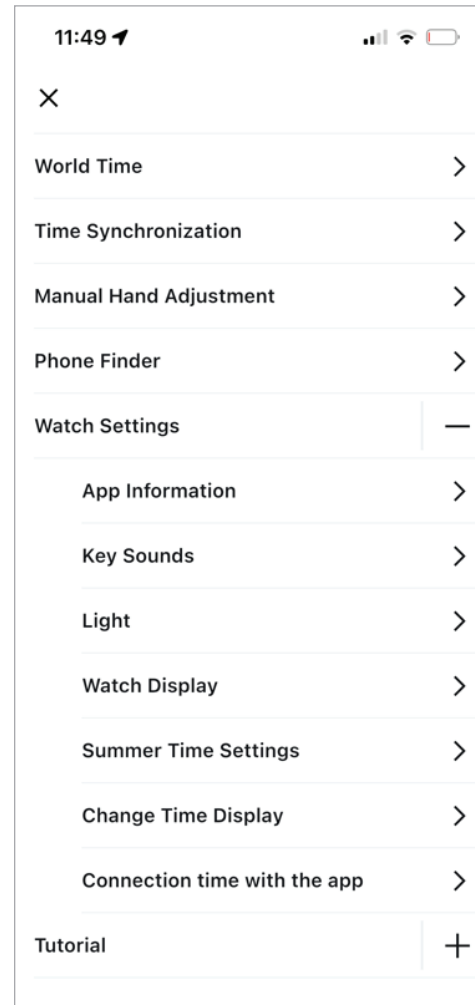 11:49
World Time
Time Synchronization
Manual Hand Adjustment
Phone Finder
Watch Settings
App Information
Key Sounds
Light
Watch Display
Summer Time Settings
Change Time Display
Connection time with the app
Tutorial